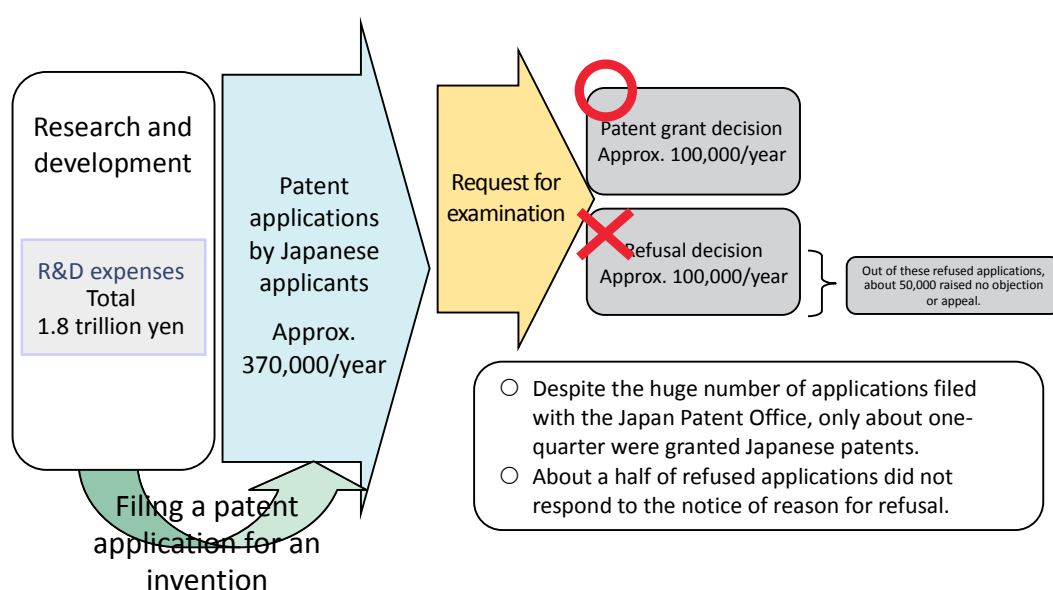 Research and
development
R&D expenses
Total
1.8 trillion yen
Patent
applications
by Japanese
applicants
Approx.
370,000/year
Filing a patent
application for an
invention
Request for
examination
Patent grant decision
Approx. 100,000/year
Refusal decision
Approx. 100,000/year
Out of these refused applications,
about 50,000 raised no objection
or appeal.
○ Despite the huge number of applications filed
with the Japan Patent Office, only about one-
quarter were granted Japanese patents.
○ About a half of refused applications did not
respond to the notice of reason for refusal.